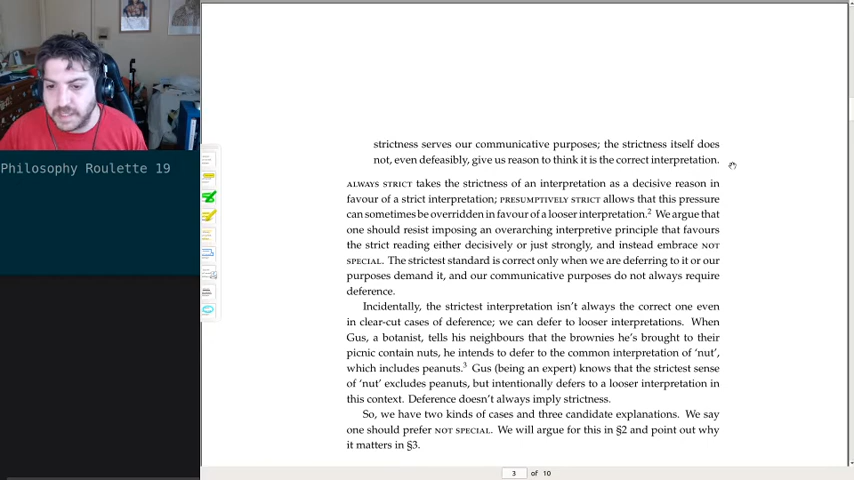 Philosophy Roulette 19
strictness serves our communicative purposes; the strictness itself does
not, even defeasibly, give us reason to think it is the correct interpretation.
ALWAYS STRICT takes the strictness of an interpretation as a decisive reason in
favour of a strict interpretation; PRESUMPTIVELY STRICT allows that this pressure
can sometimes be overridden in favour of a looser interpretation.2 We argue that
one should resist imposing an overarching interpretive principle that favours
the strict reading either decisively or just strongly, and instead embrace NOT
SPECIAL. The strictest standard is correct only when we are deferring to it or our
purposes demand it, and our communicative purposes do not always require
deference.
Incidentally, the strictest interpretation isn't always the correct one even
in clear-cut cases of deference; we can defer to looser interpretations. When
Gus, a botanist, tells his neighbours that the brownies he's brought to their
picnic contain nuts, he intends to defer to the common interpretation of 'nut',
which includes peanuts.3 Gus (being an expert) knows that the strictest sense
of 'nut' excludes peanuts, but intentionally defers to a looser interpretation in
this context. Deference doesn't always imply strictness.
So, we have two kinds of cases and three candidate explanations. We say
one should prefer NOT SPECIAL. We will argue for this in §2 and point out why
it matters in §3.
3 of 10